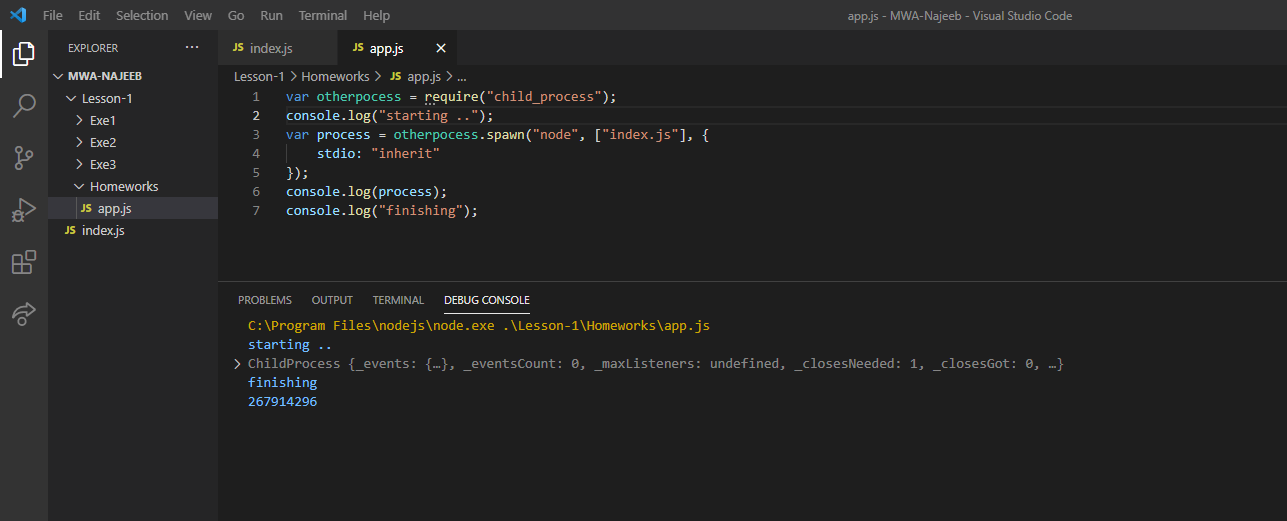 File Edit Selection View Go Run Terminal Help app.js - MWA-Najeeb - Visual Studio Code
EXPLORER ...
MWA-NAJEEB
Lesson-1
Exe1
Exe2
Exe3
Homeworks
JS app.js
JS index.js
JS index.js JS app.js
Lesson-1 > Homeworks > JS app.js > ...
1 var otherpocess = require("child_process");
2 console.log("starting ..");
3 var process = otherpocess.spawn("node", ["index.js"], {
4 stdio: "inherit"
5 });
6 console.log(process);
7 console.log("finishing");
PROBLEMS OUTPUT TERMINAL DEBUG CONSOLE
C:\Program Files\nodejs\node.exe .\Lesson-1\Homeworks\app.js
starting ..
ChildProcess {_events: {…}, _eventsCount: 0, _maxListeners: undefined, _closesNeeded: 1, _closesGot: 0, …}
finishing
267914296